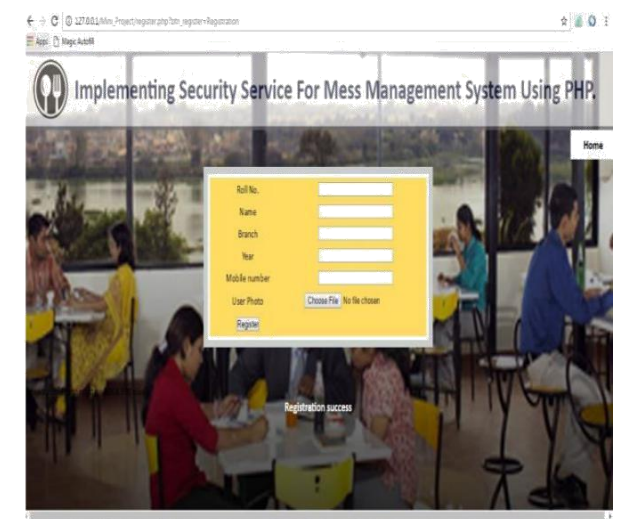 127.0.0.1/Mini_Project/register.php?btn_register=Registration
Apps Magic Autofill
Implementing Security Service For Mess Management System Using PHP.
Home
Roll No.
Name
Branch
Year
Mobile number
User Photo Choose File No file chosen
Register
Registration success